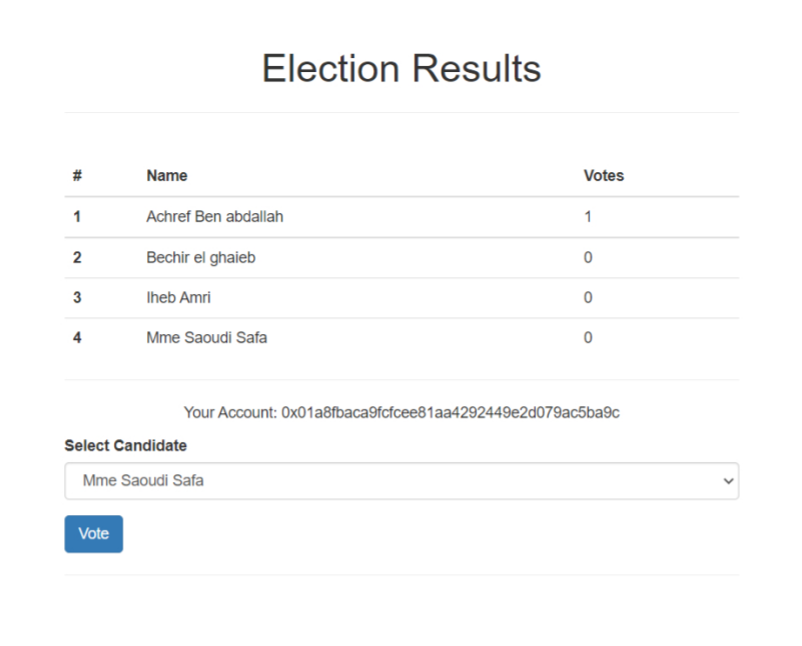 Election Results
# Name Votes
1 Achref Ben abdallah 1
2 Bechir el ghaieb 0
3 Iheb Amri 0
4 Mme Saoudi Safa 0
Your Account: 0x01a8fbaca9fcfcee81aa4292449e2d079ac5ba9c
Select Candidate
Mme Saoudi Safa
Vote